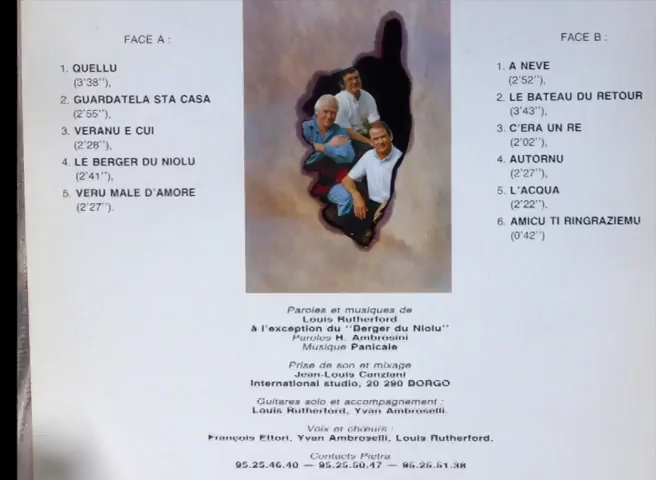 FACE A :
1. QUELLU
(3'38''),
2. GUARDATELA STA CASA
(2'55''),
3. VERANU E CUI
(2'28''),
4. LE BERGER DU NIOLU
(2'41''),
5. VERU MALE D'AMORE
(2'27'').
FACE B :
1. A NEVE
(2'52''),
2. LE BATEAU DU RETOUR
(3'43''),
3. C'ERA UN RE
(2'02''),
4. AUTORNU
(2'27''),
5. L'ACQUA
(2'22''),
6. AMICU TI RINGRAZIEMU
(0'42'')
Paroles et musiques de
Louis Rutherford
à l'exception du "Berger du Niolu"
Paroles H. Ambrosini
Musique Panicale
Prise de son et mixage
Jean-Louis Canziani
International studio, 20 290 BORGO
Guitares solo et accompagnement :
Louis Rutherford, Yvan Ambroselli.
Voix et chœurs :
François Ettori, Yvan Ambroselli, Louis Rutherford.
Contacts Pietra
95.25.46.40 — 95.25.50.47 — 95.25.51.38